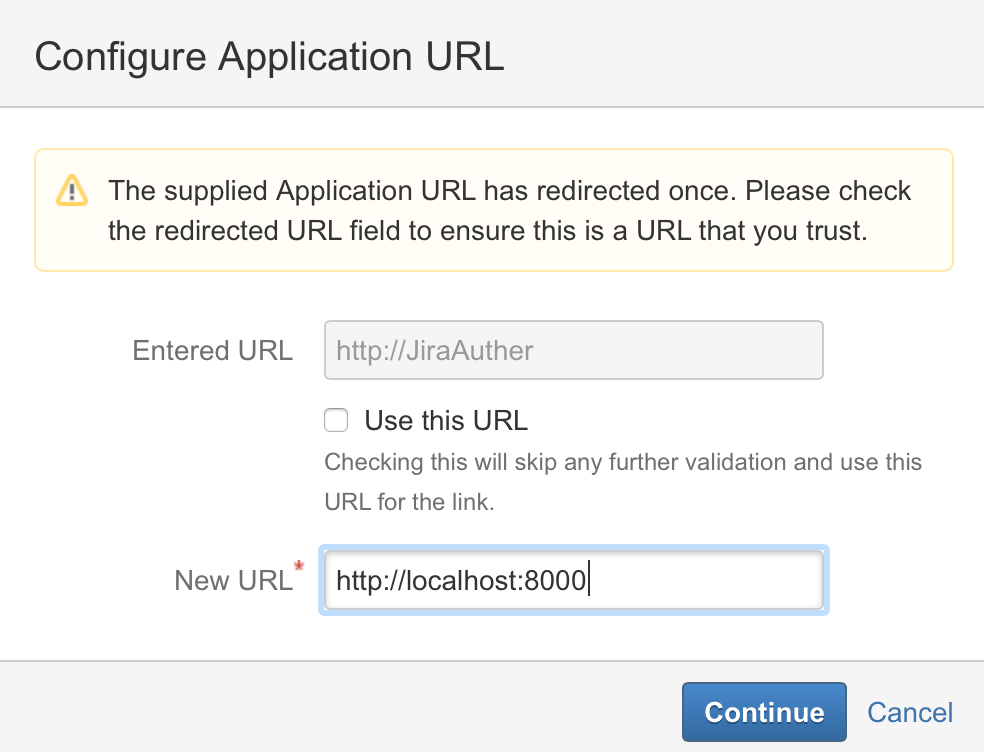 Configure Application URL
The supplied Application URL has redirected once. Please check
the redirected URL field to ensure this is a URL that you trust.
Entered URL http://JiraAuther
Use this URL
Checking this will skip any further validation and use this
URL for the link.
New URL* http://localhost:8000
Continue Cancel